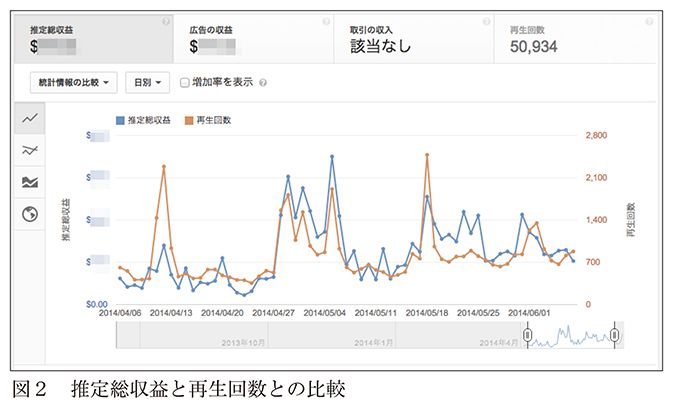 推定総収益
$
広告の収益
$
取引の収入
該当なし
再生回数
50,934
統計情報の比較
日別
増加率を表示
推定総収益
再生回数
$
2,800
$
2,100
$
1,400
$
700
$0.00
0
推定総収益
再生回数
2014/04/06
2014/04/13
2014/04/20
2014/04/27
2014/05/04
2014/05/11
2014/05/18
2014/05/25
2014/06/01
2013年10月
2014年1月
2014年4月
図2 推定総収益と再生回数との比較